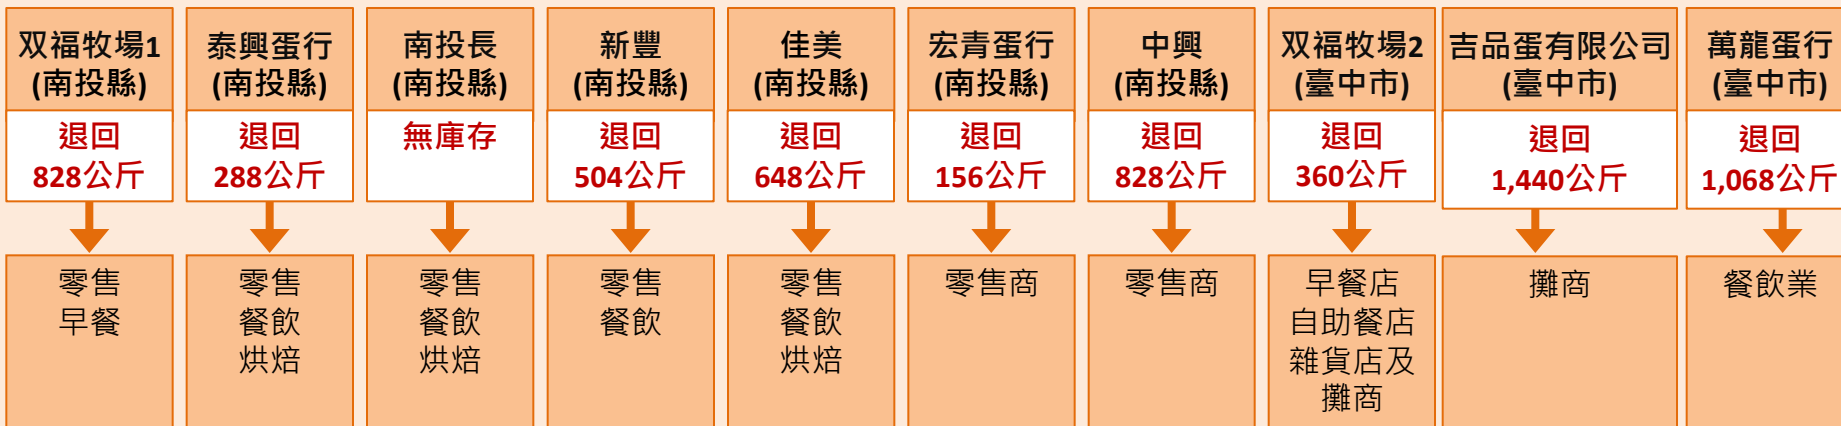 双福牧場1
(南投縣)
退回
828公斤
零售
早餐
泰興蛋行
(南投縣)
退回
288公斤
零售
餐飲
烘焙
南投長
(南投縣)
無庫存
零售
餐飲
烘焙
新豐
(南投縣)
退回
504公斤
零售
餐飲
佳美
(南投縣)
退回
648公斤
零售
餐飲
烘焙
宏青蛋行
(南投縣)
退回
156公斤
零售商
中興
(南投縣)
退回
828公斤
零售商
双福牧場2
(臺中市)
退回
360公斤
早餐店
自助餐店
雜貨店及
攤商
吉品蛋有限公司
(臺中市)
退回
1,440公斤
攤商
萬龍蛋行
(臺中市)
退回
1,068公斤
餐飲業